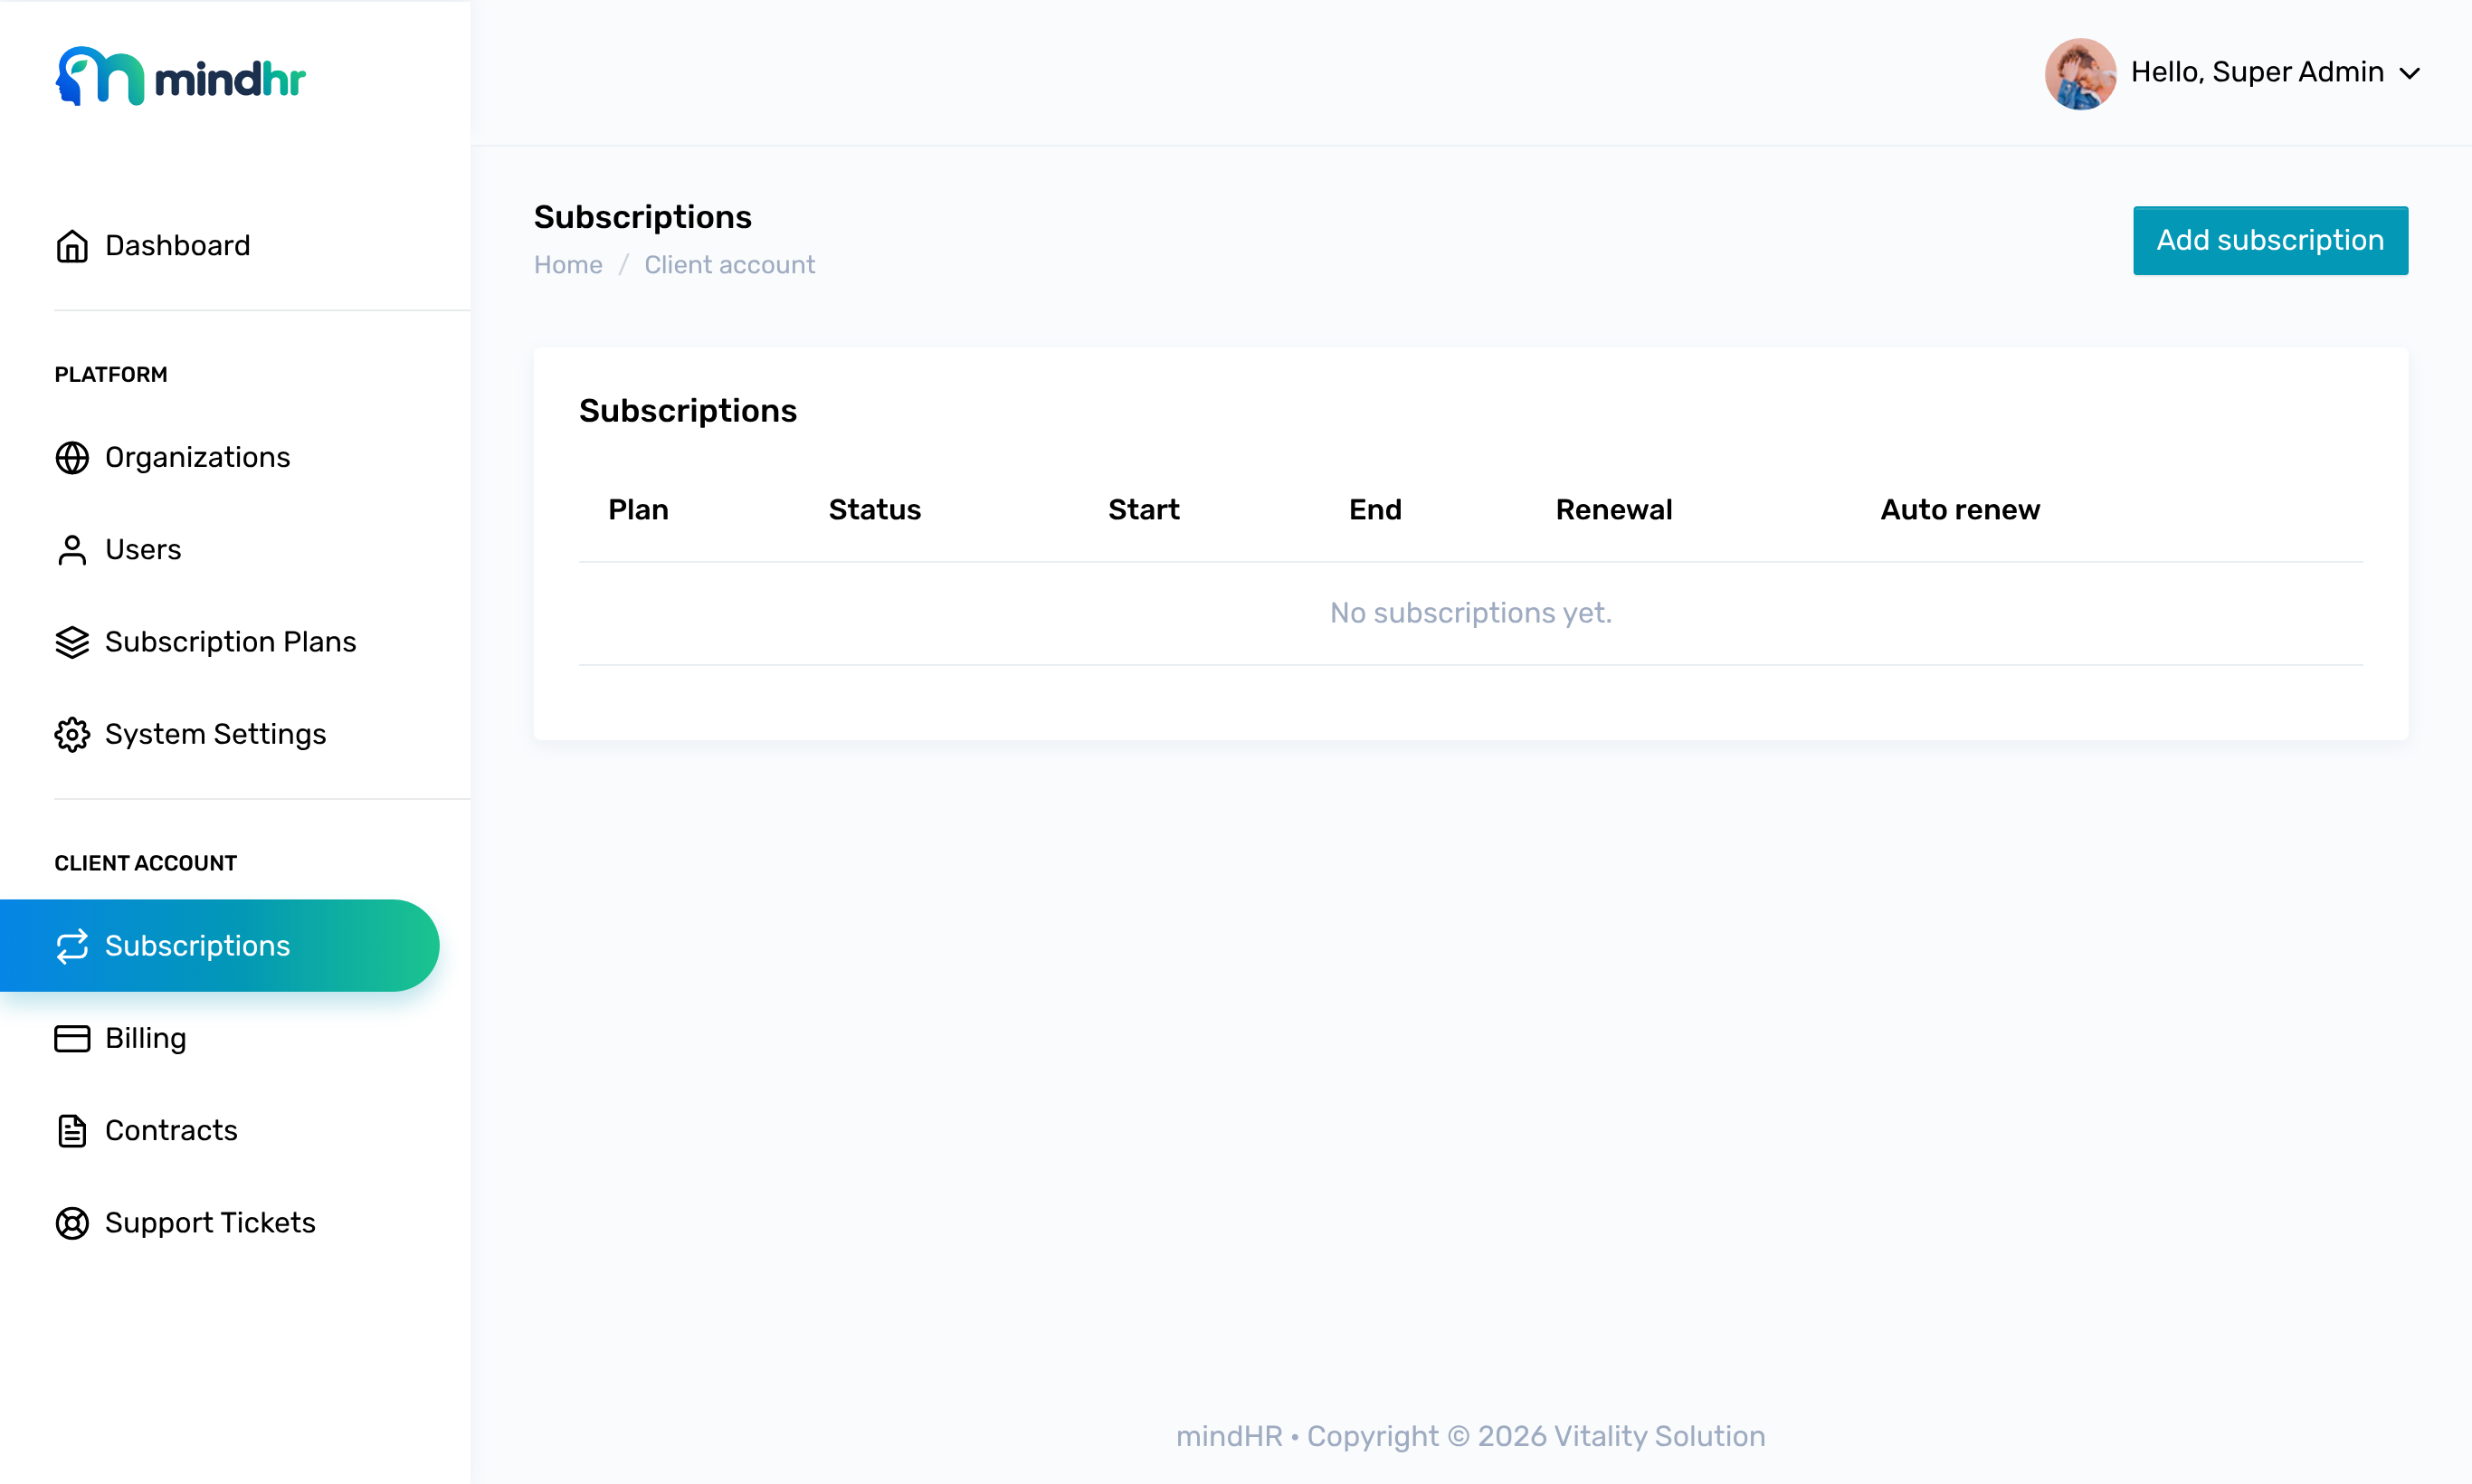 mindhr
Hello, Super Admin
Dashboard
PLATFORM
Organizations
Users
Subscription Plans
System Settings
CLIENT ACCOUNT
Subscriptions
Billing
Contracts
Support Tickets
Subscriptions
Home / Client account
Add subscription
Subscriptions
Plan Status Start End Renewal Auto renew
No subscriptions yet.
mindHR • Copyright © 2026 Vitality Solution